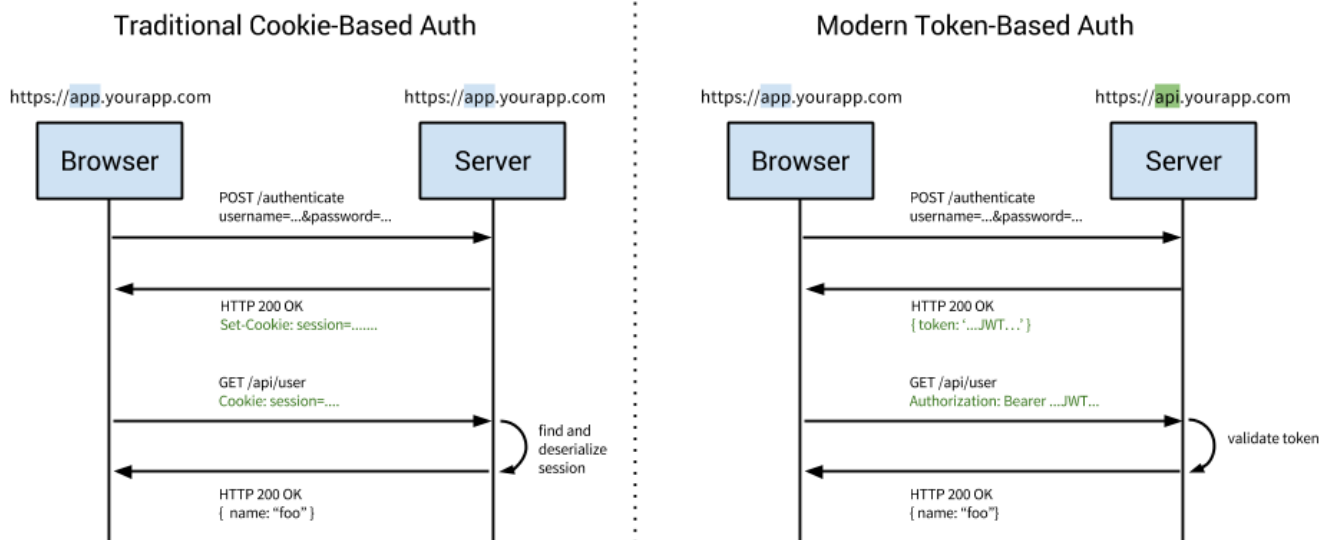 Traditional Cookie-Based Auth
https://app.yourapp.com
https://app.yourapp.com
Browser
Server
POST /authenticate
username=...&password=...
HTTP 200 OK
Set-Cookie: session=.......
GET /api/user
Cookie: session=....
find and
deserialize
session
HTTP 200 OK
{ name: “foo” }
Modern Token-Based Auth
https://app.yourapp.com
https://api.yourapp.com
Browser
Server
POST /authenticate
username=...&password=...
HTTP 200 OK
{ token: ‘...JWT...’ }
GET /api/user
Authorization: Bearer ...JWT...
validate token
HTTP 200 OK
{ name: “foo”}